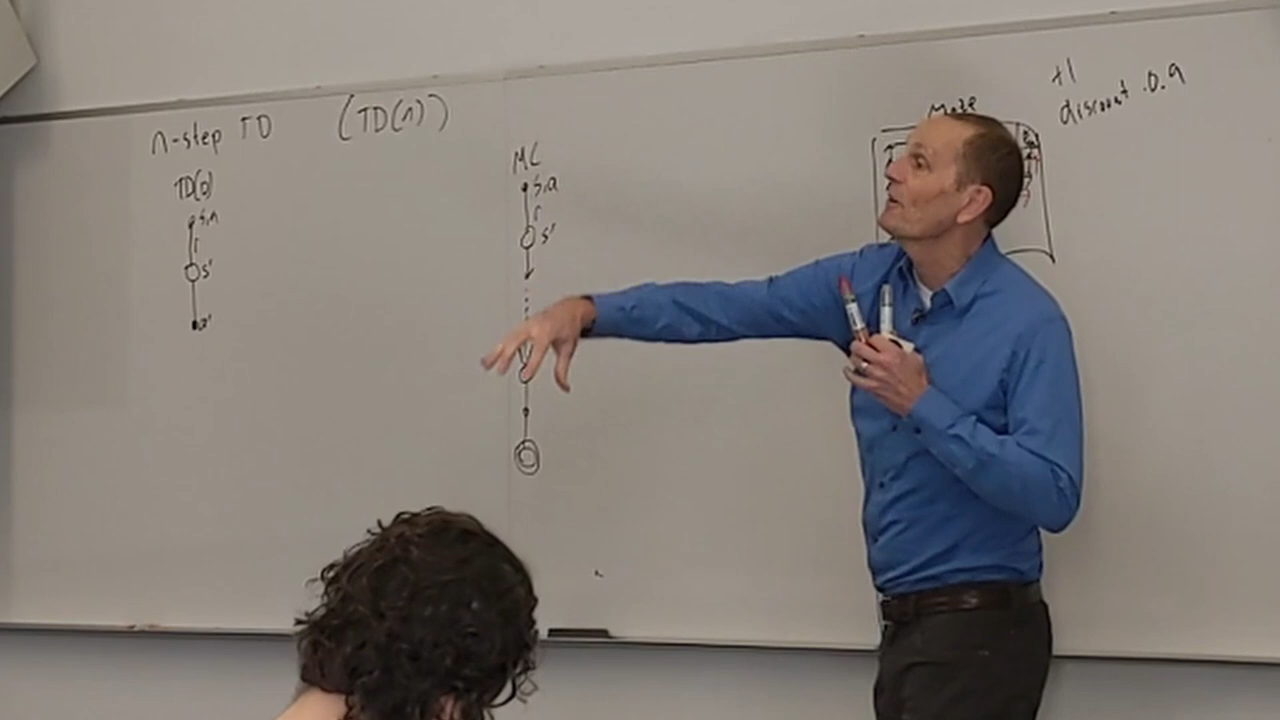 n-step TD (TD(n))
TD(0)
s,a
r
s'
a'
MC
s,a
r
s'
Maze
+1
discount .0.9